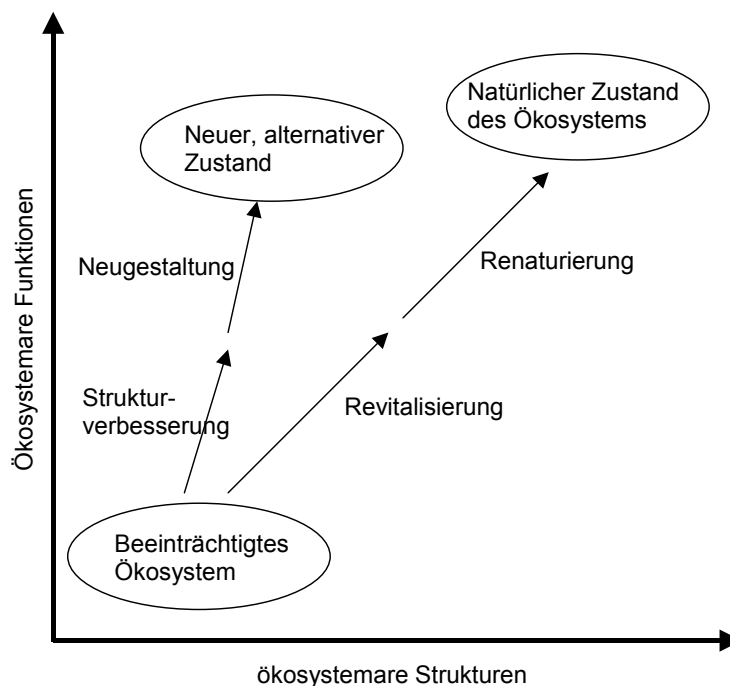 Natürlicher Zustand
des Ökosystems
Neuer, alternativer
Zustand
Neugestaltung
Renaturierung
Struktur-
verbesserung
Revitalisierung
Beeinträchtigtes
Ökosystem
Ökosystemare Funktionen
ökosystemare Strukturen